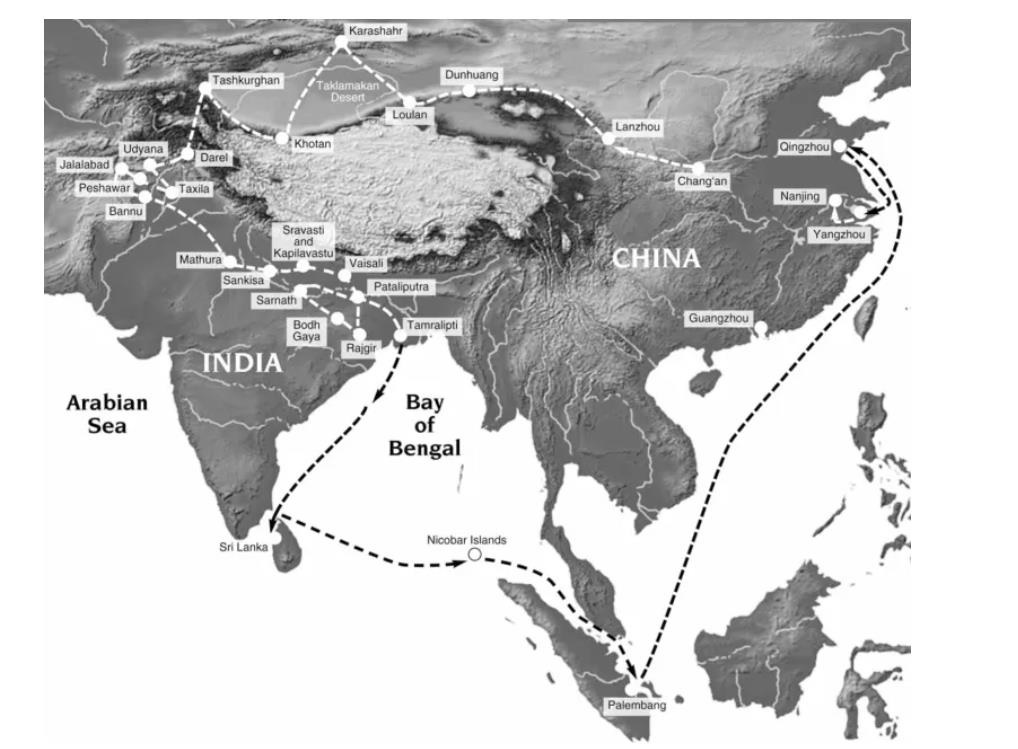 Karashahr
Tashkurghan
Taklamakan
Desert
Dunhuang
Loulan
Khotan
Lanzhou
Chang'an
Qingzhou
Nanjing
Yangzhou
Udyana
Jalalabad
Darel
Peshawar
Taxila
Bannu
Mathura
Sravasti
and
Kapilavastu
Vaisali
Sankisa
Pataliputra
Sarnath
Bodh
Gaya
Rajgir
Tamralipti
CHINA
Guangzhou
INDIA
Arabian
Sea
Bay
of
Bengal
Sri Lanka
Nicobar Islands
Palembang